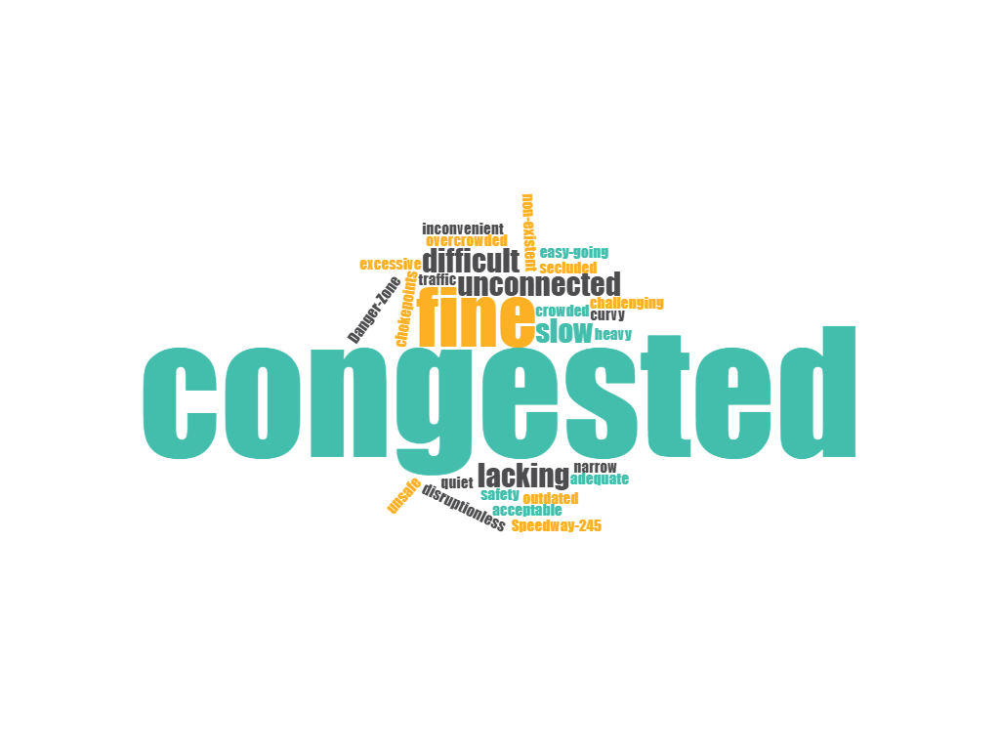 non-existent
inconvenient
overcrowded
easy-going
excessive
difficult
secluded
Danger-Zone
chokepoints
traffic
unconnected
fine
challenging
crowded
curvy
slow
heavy
congested
lacking
narrow
unsafe
quiet
adequate
disruptionless
safety
outdated
acceptable
Speedway-245